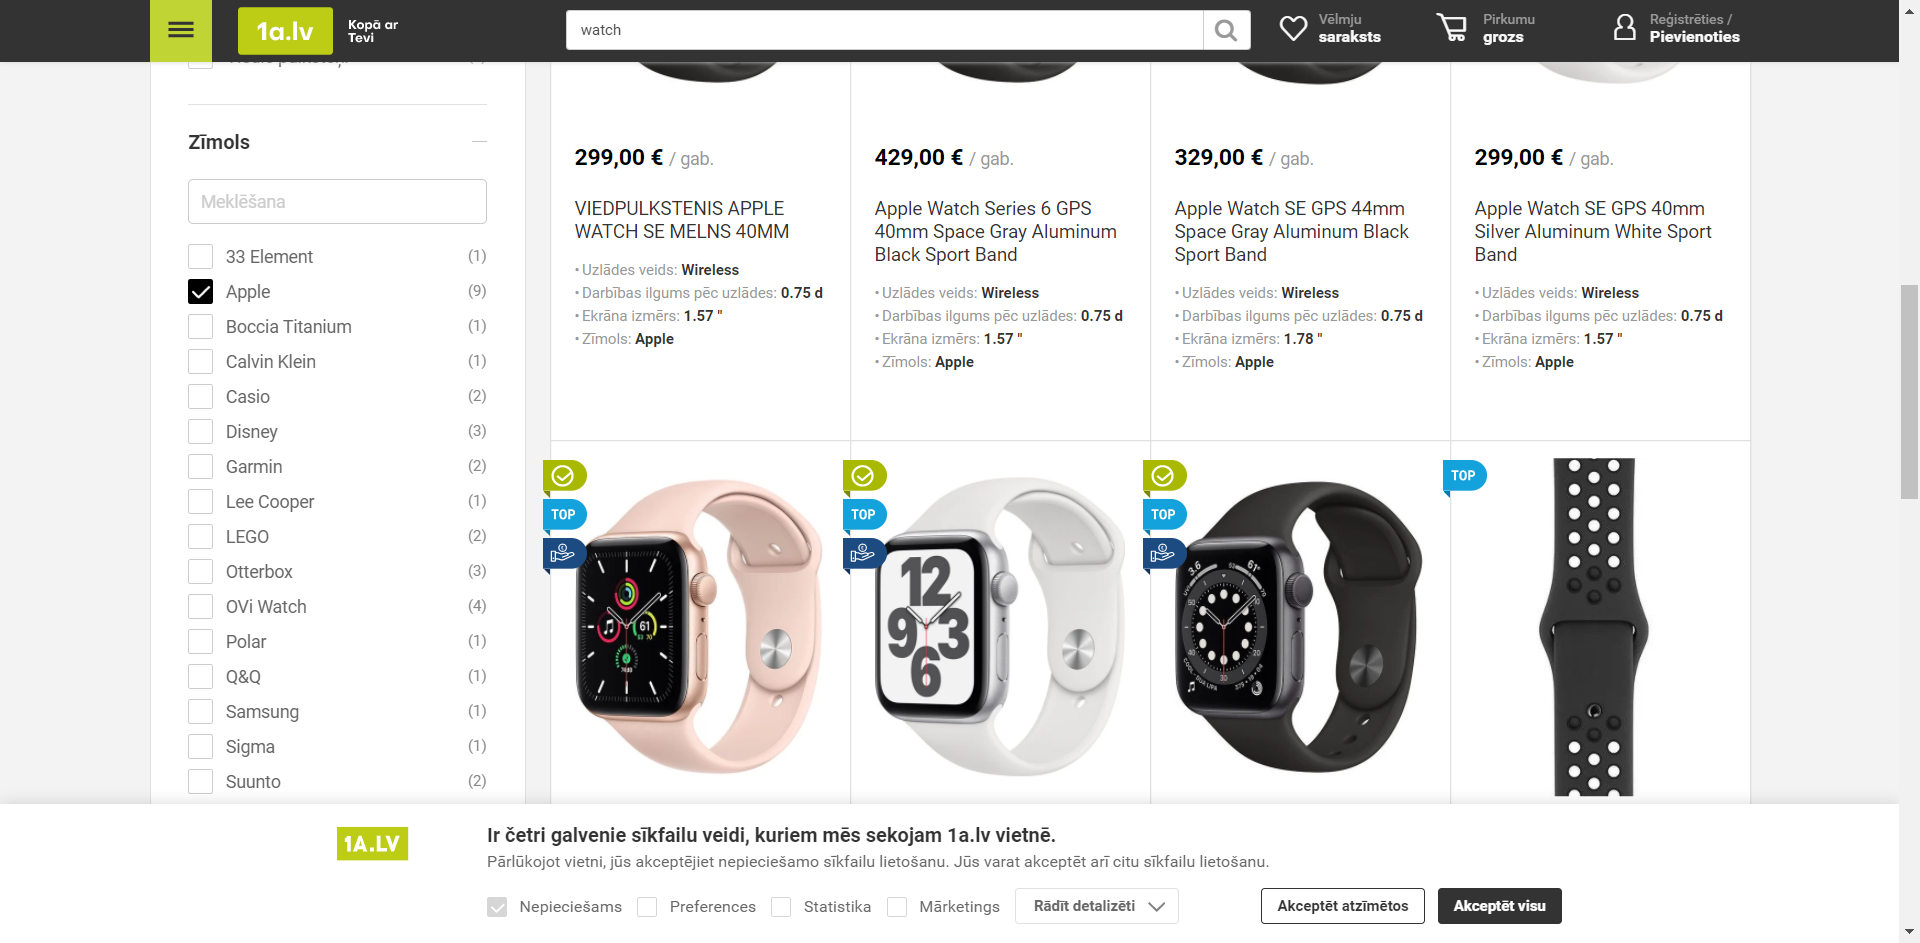 1a.lv
Kopā ar
Tevi
watch
Vēlmju
saraksts
Pirkumu
grozs
Reģistrēties /
Pievienoties
Zīmols
Meklēšana
33 Element (1)
Apple (9)
Boccia Titanium (1)
Calvin Klein (1)
Casio (2)
Disney (3)
Garmin (2)
Lee Cooper (1)
LEGO (2)
Otterbox (3)
OVi Watch (4)
Polar (1)
Q&Q (1)
Samsung (1)
Sigma (1)
Suunto (2)
299,00 € / gab.
VIEDPULKSTENIS APPLE
WATCH SE MELNS 40MM
• Uzlādes veids: Wireless
• Darbības ilgums pēc uzlādes: 0.75 d
• Ekrāna izmērs: 1.57 "
• Zīmols: Apple
429,00 € / gab.
Apple Watch Series 6 GPS
40mm Space Gray Aluminum
Black Sport Band
• Uzlādes veids: Wireless
• Darbības ilgums pēc uzlādes: 0.75 d
• Ekrāna izmērs: 1.57 "
• Zīmols: Apple
329,00 € / gab.
Apple Watch SE GPS 44mm
Space Gray Aluminum Black
Sport Band
• Uzlādes veids: Wireless
• Darbības ilgums pēc uzlādes: 0.75 d
• Ekrāna izmērs: 1.78 "
• Zīmols: Apple
299,00 € / gab.
Apple Watch SE GPS 40mm
Silver Aluminum White Sport
Band
• Uzlādes veids: Wireless
• Darbības ilgums pēc uzlādes: 0.75 d
• Ekrāna izmērs: 1.57 "
• Zīmols: Apple
TOP
61
TOP
12
9 3
6
TOP
3.6 61°
30
TOP
1A.LV
Ir četri galvenie sīkfailu veidi, kuriem mēs sekojam 1a.lv vietnē.
Pārlūkojot vietni, jūs akceptējiet nepieciešamo sīkfailu lietošanu. Jūs varat akceptēt arī citu sīkfailu lietošanu.
Nepieciešams Preferences Statistika Mārketings Rādīt detalizēti Akceptēt atzīmētos Akceptēt visu